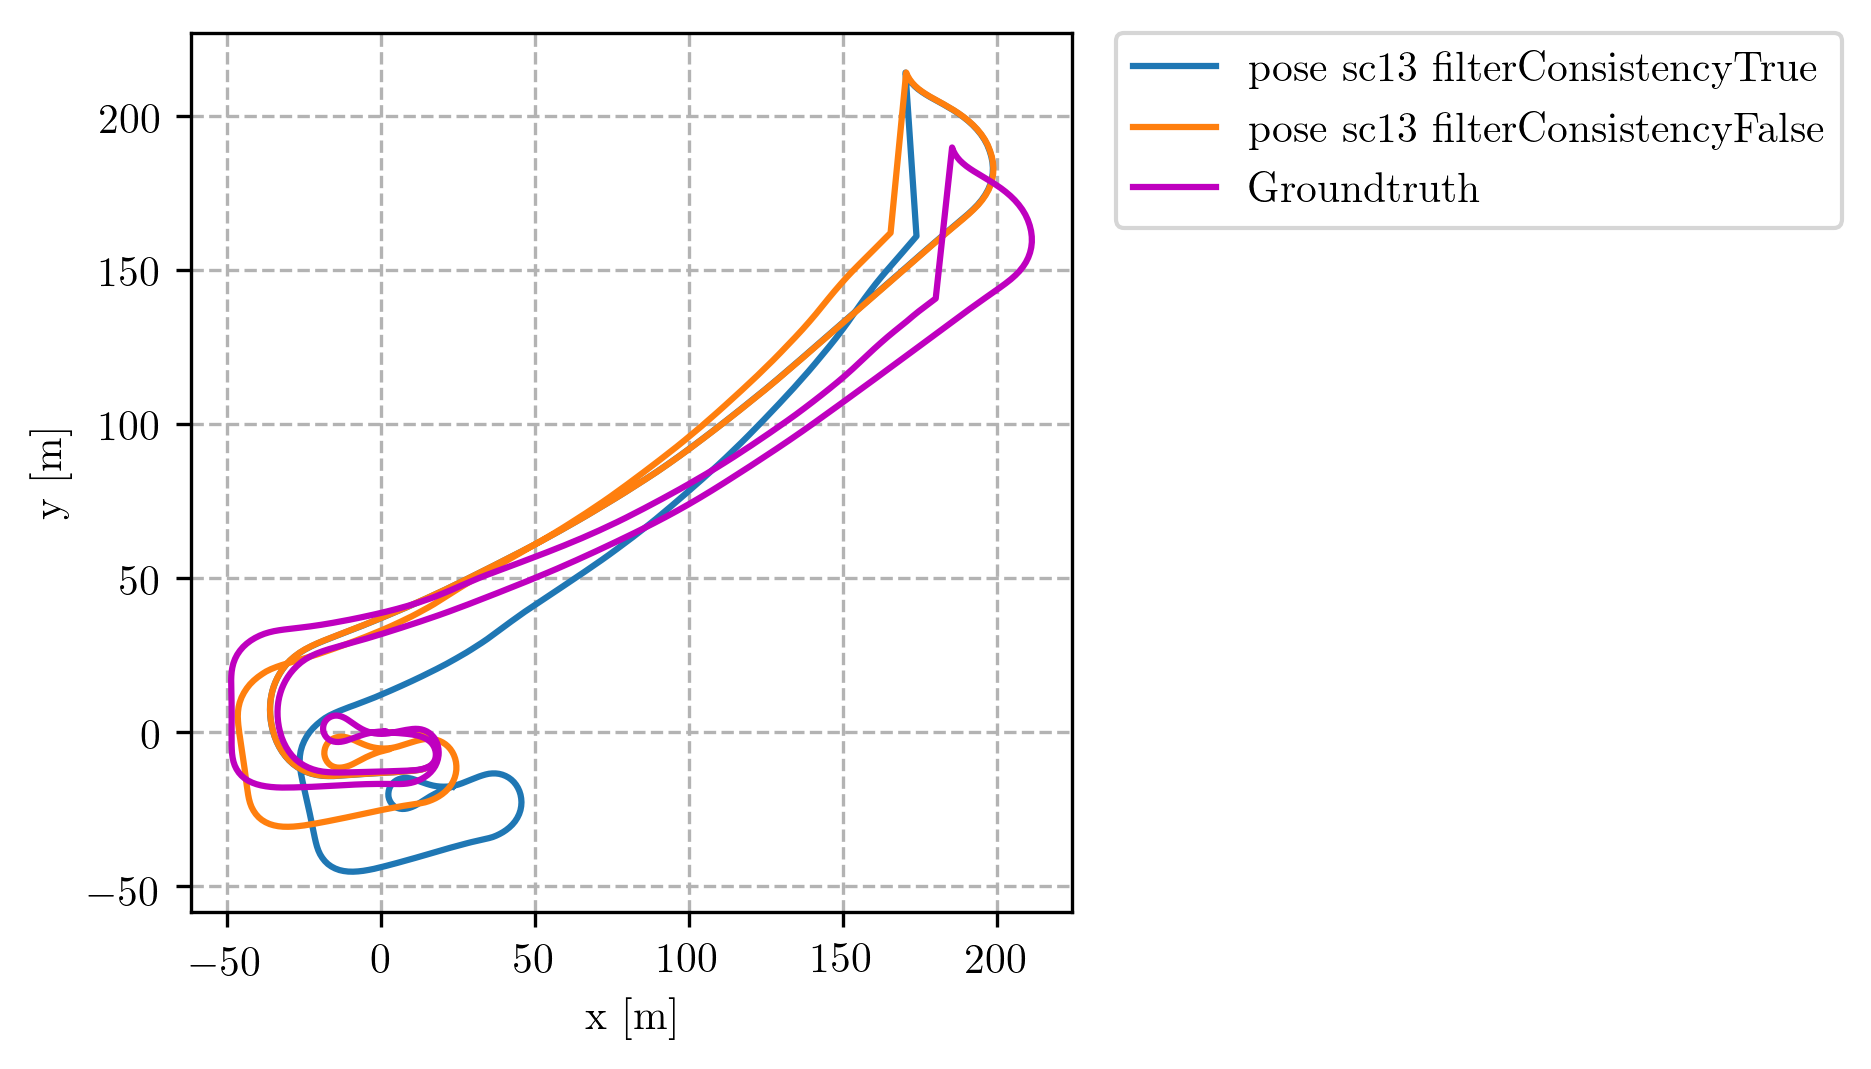 pose sc13 filterConsistencyTrue
pose sc13 filterConsistencyFalse
Groundtruth
200
150
100
50
0
−50
y [m]
−50 0 50 100 150 200
x [m]